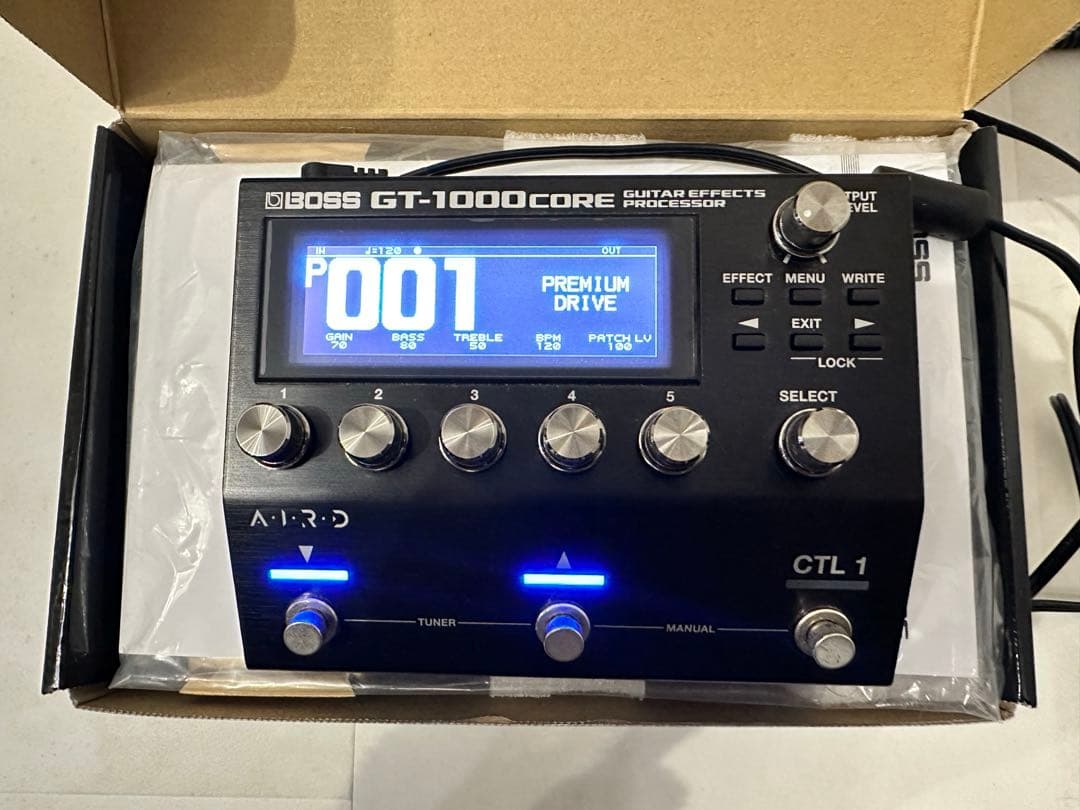 BOSS GT-1000CORE GUITAR EFFECTS
PROCESSOR
LEVEL
IN ♩=120 OUT
P001
PREMIUM
DRIVE
GAIN BASS TREBLE BPM PATCH LV
70 80 50 120 100
EFFECT MENU WRITE
◄ EXIT ►
LOCK
1 2 3 4 5
SELECT
A·I·R·D
▼ ▲ CTL 1
TUNER MANUAL